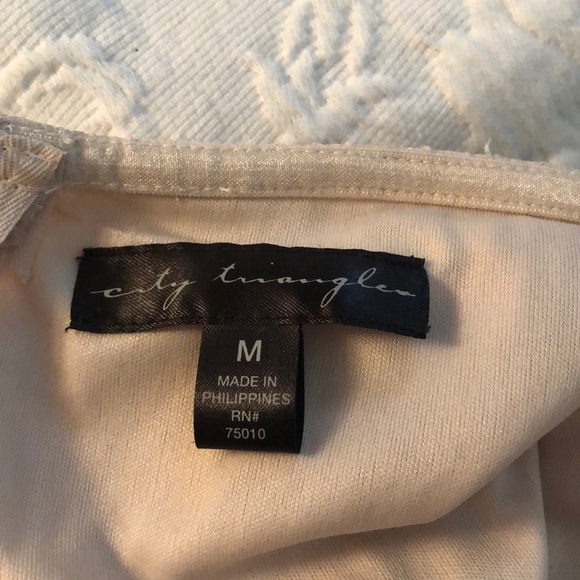 city triangles
M
MADE IN
PHILIPPINES
RN#
75010